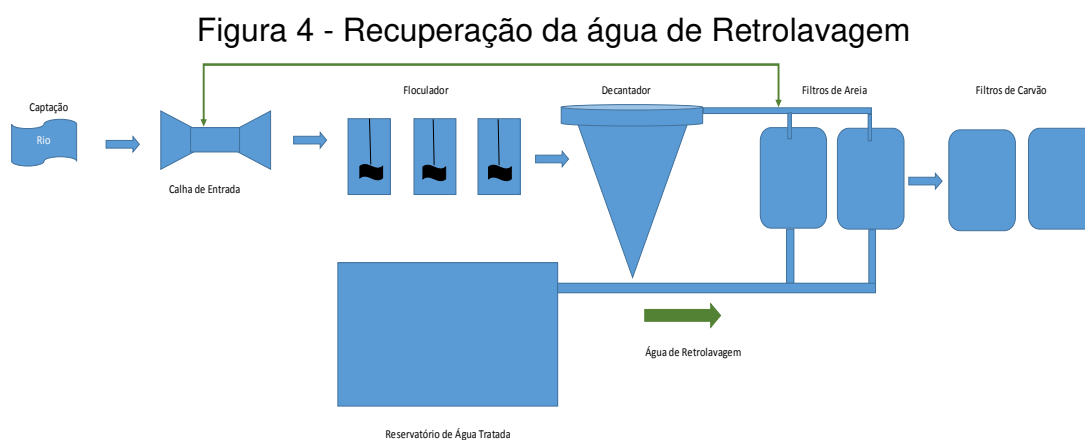 Figura 4 - Recuperação da água de Retrolavagem
Captação
Rio
Calha de Entrada
Floculador
Decantador
Filtros de Areia
Filtros de Carvão
Água de Retrolavagem
Reservatório de Água Tratada